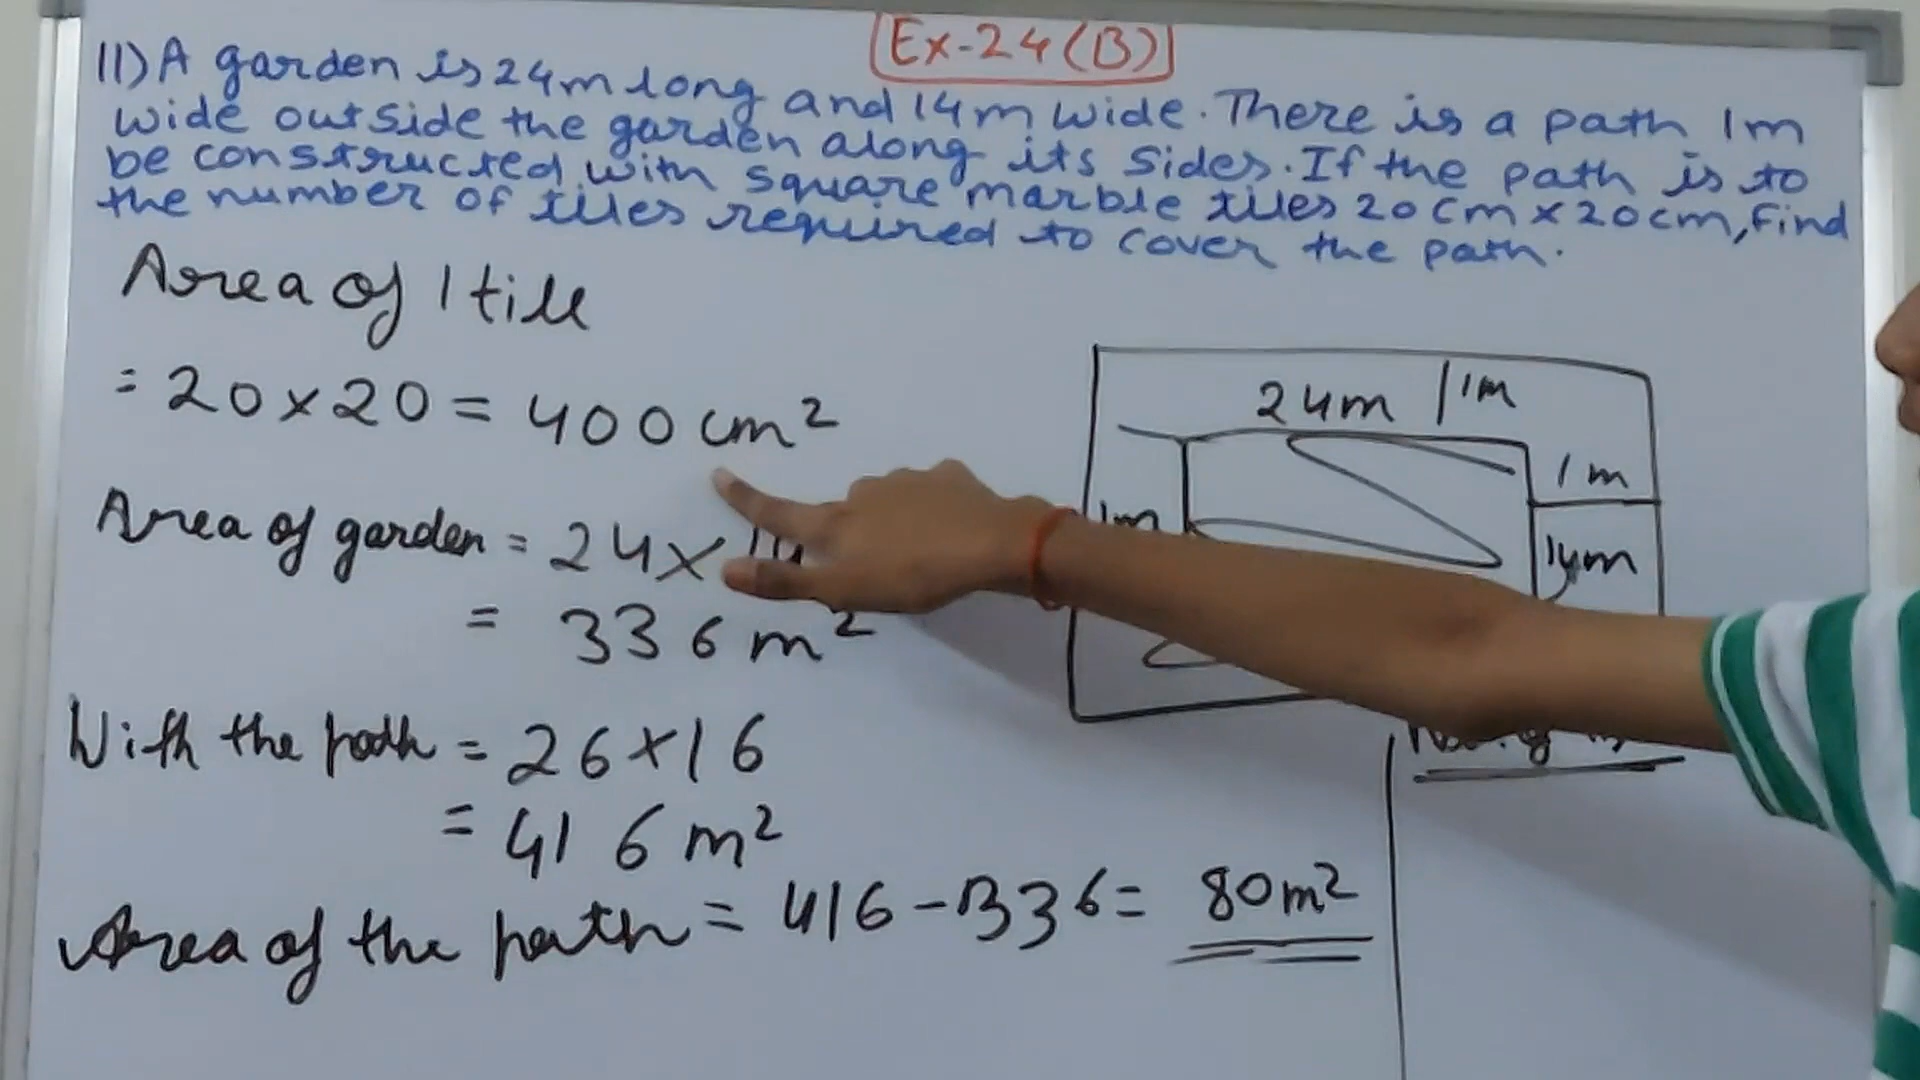 Ex-24(B)
11) A garden is 24m long and 14m wide. There is a path 1m
wide outside the garden along its sides. If the path is to
be constructed with square marble tiles 20cm x 20cm, Find
the number of tiles required to cover the path.
Area of 1 tile
= 20 x 20 = 400 cm²
Area of garden = 24 x
= 336 m²
With the path = 26 x 16
= 416 m²
Area of the path = 416 - 336 = 80 m²
24m 1m
1m
1m
14m